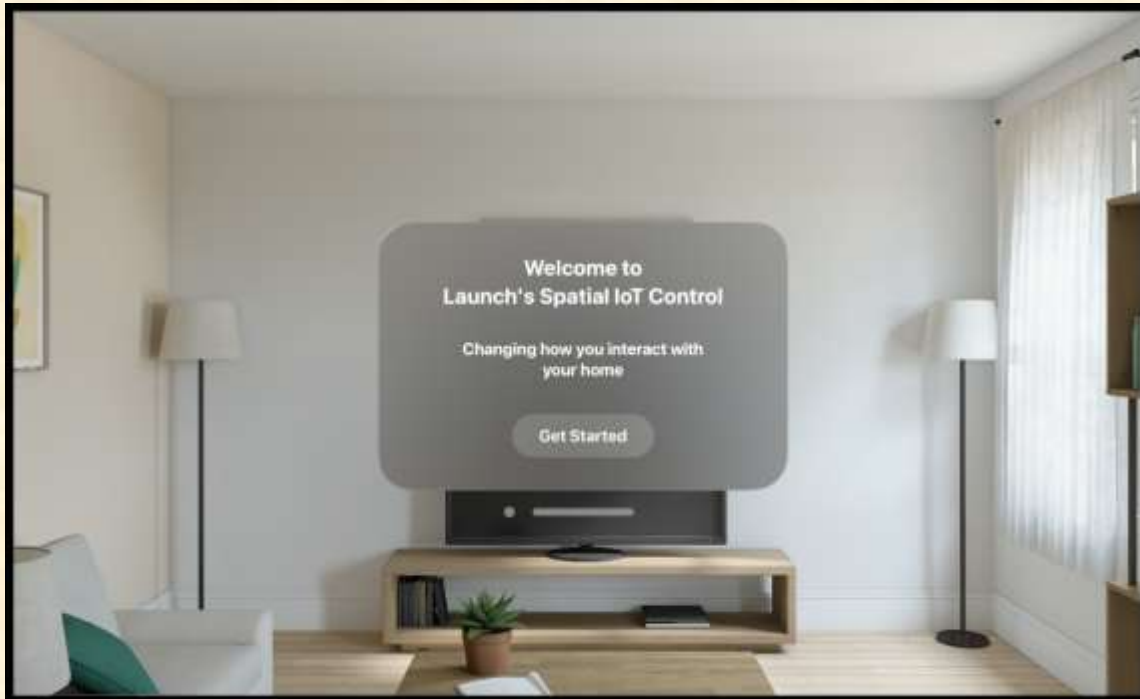 Welcome to
Launch's Spatial IoT Control
Changing how you interact with
your home
Get Started